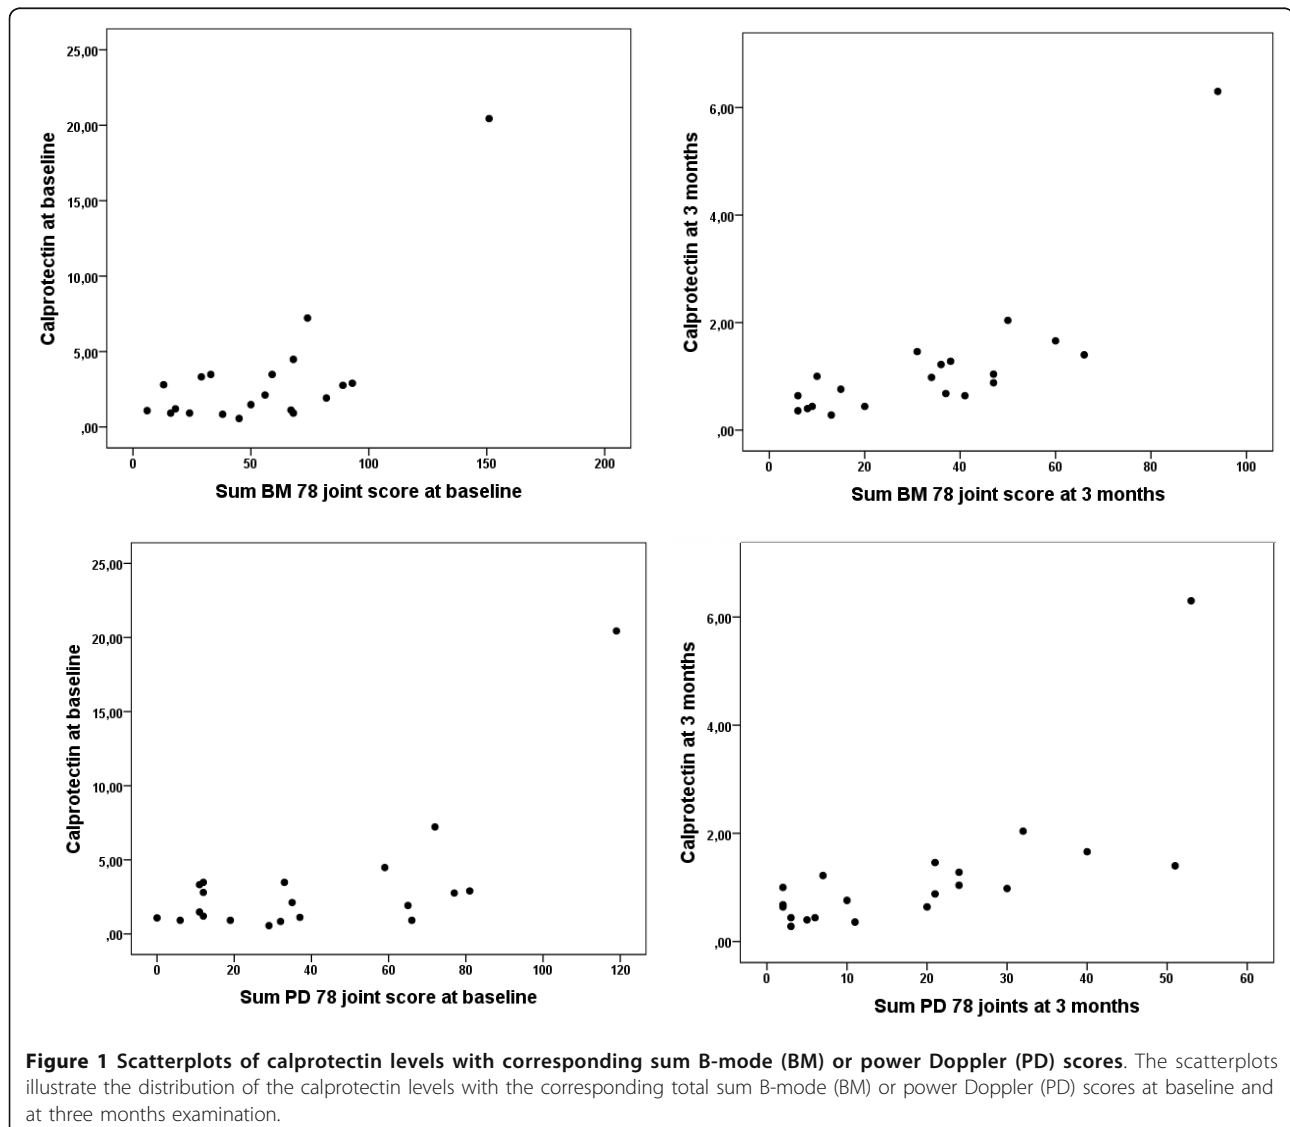 25,00
20,00
15,00
10,00
5,00
,00
Calprotectin at baseline
0 50 100 150 200
Sum BM 78 joint score at baseline
6,00
4,00
2,00
,00
Calprotectin at 3 months
0 20 40 60 80 100
Sum BM 78 joint score at 3 months
25,00
20,00
15,00
10,00
5,00
,00
Calprotectin at baseline
0 20 40 60 80 100 120
Sum PD 78 joint score at baseline
6,00
4,00
2,00
,00
Calprotectin at 3 months
0 10 20 30 40 50 60
Sum PD 78 joints at 3 months
Figure 1 Scatterplots of calprotectin levels with corresponding sum B-mode (BM) or power Doppler (PD) scores. The scatterplots
illustrate the distribution of the calprotectin levels with the corresponding total sum B-mode (BM) or power Doppler (PD) scores at baseline and
at three months examination.